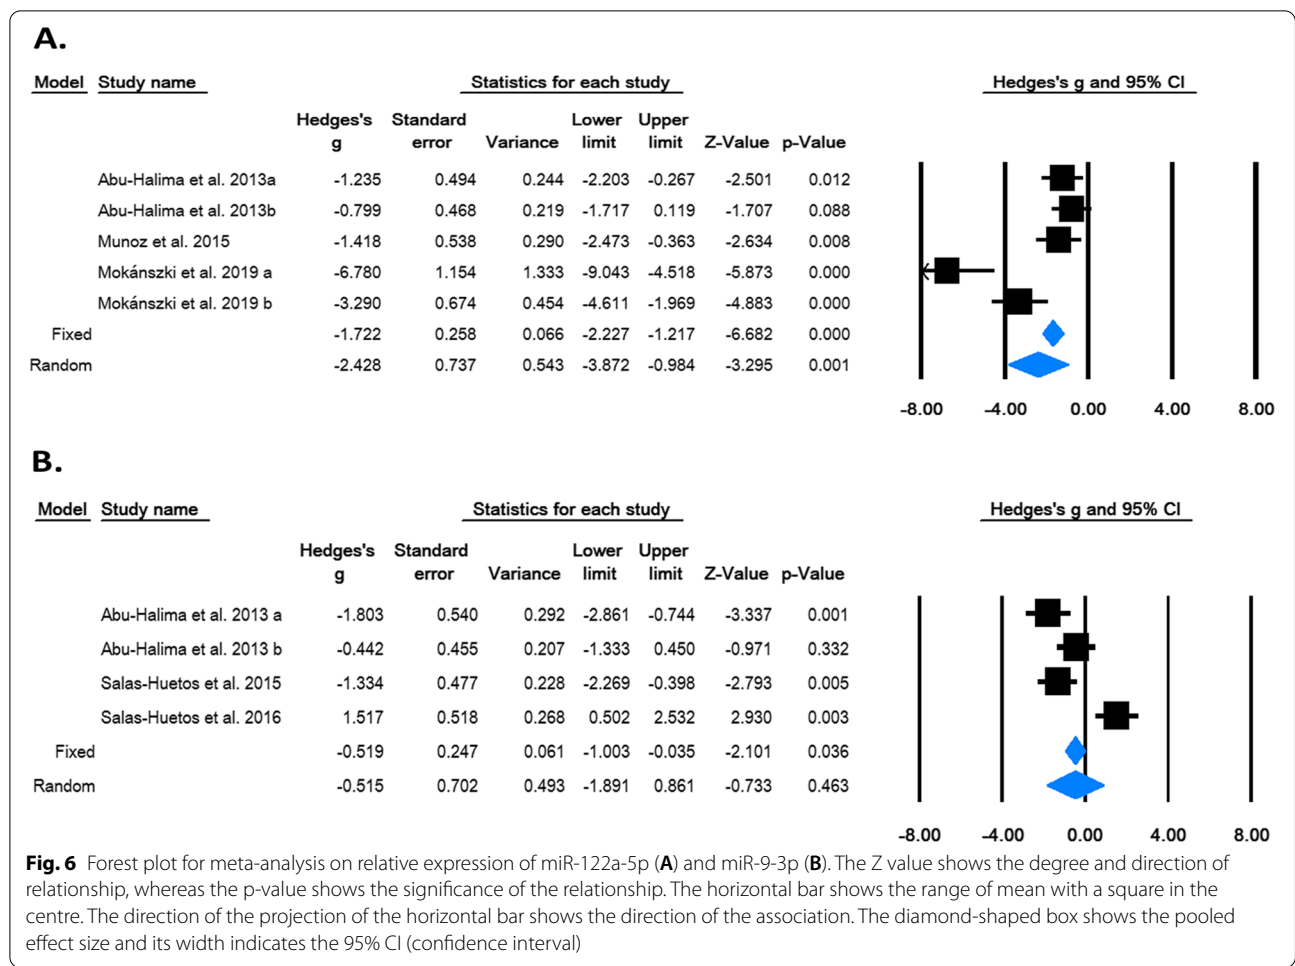 A.
Model Study name Statistics for each study Hedges's g and 95% CI
Hedges's Standard Lower Upper
g error Variance limit limit Z-Value p-Value
Abu-Halima et al. 2013a -1.235 0.494 0.244 -2.203 -0.267 -2.501 0.012
Abu-Halima et al. 2013b -0.799 0.468 0.219 -1.717 0.119 -1.707 0.088
Munoz et al. 2015 -1.418 0.538 0.290 -2.473 -0.363 -2.634 0.008
Mokánszki et al. 2019 a -6.780 1.154 1.333 -9.043 -4.518 -5.873 0.000
Mokánszki et al. 2019 b -3.290 0.674 0.454 -4.611 -1.969 -4.883 0.000
Fixed -1.722 0.258 0.066 -2.227 -1.217 -6.682 0.000
Random -2.428 0.737 0.543 -3.872 -0.984 -3.295 0.001
-8.00 -4.00 0.00 4.00 8.00
B.
Model Study name Statistics for each study Hedges's g and 95% CI
Hedges's Standard Lower Upper
g error Variance limit limit Z-Value p-Value
Abu-Halima et al. 2013 a -1.803 0.540 0.292 -2.861 -0.744 -3.337 0.001
Abu-Halima et al. 2013 b -0.442 0.455 0.207 -1.333 0.450 -0.971 0.332
Salas-Huetos et al. 2015 -1.334 0.477 0.228 -2.269 -0.398 -2.793 0.005
Salas-Huetos et al. 2016 1.517 0.518 0.268 0.502 2.532 2.930 0.003
Fixed -0.519 0.247 0.061 -1.003 -0.035 -2.101 0.036
Random -0.515 0.702 0.493 -1.891 0.861 -0.733 0.463
-8.00 -4.00 0.00 4.00 8.00
Fig. 6 Forest plot for meta-analysis on relative expression of miR-122a-5p (A) and miR-9-3p (B). The Z value shows the degree and direction of
relationship, whereas the p-value shows the significance of the relationship. The horizontal bar shows the range of mean with a square in the
centre. The direction of the projection of the horizontal bar shows the direction of the association. The diamond-shaped box shows the pooled
effect size and its width indicates the 95% CI (confidence interval)